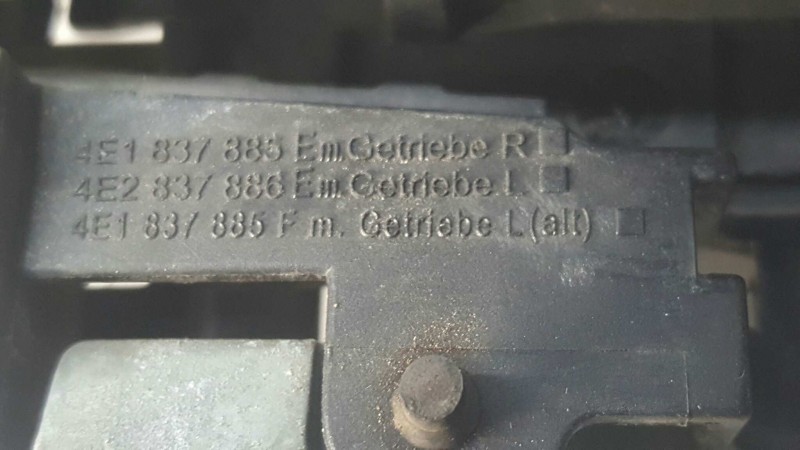 4E1 837 885 E m. Getriebe R
4E2 837 886 E m. Getriebe L
4E1 837 885 F m. Getriebe L (alt)